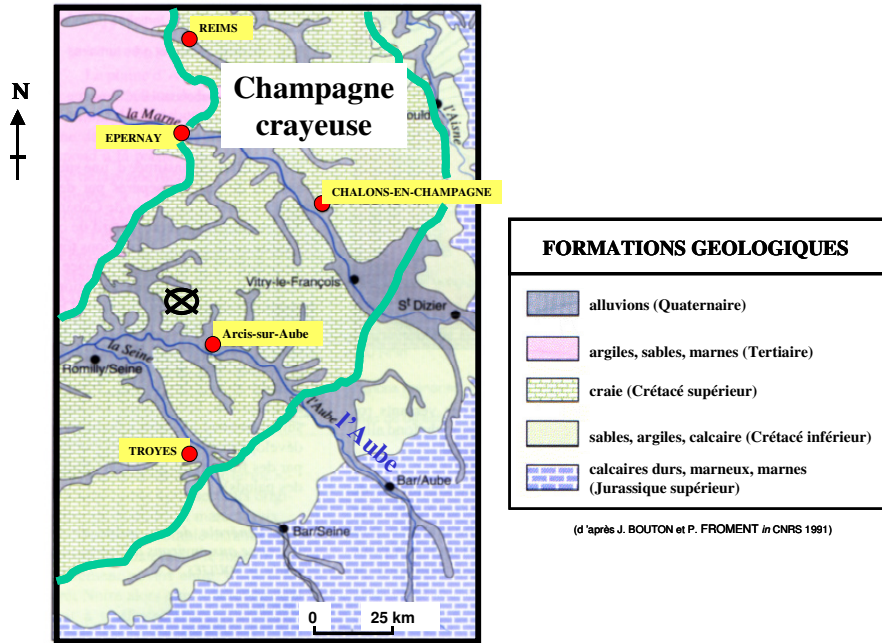 REIMS
N
Champagne
crayeuse
la Marne
l'Aisne
ould
EPERNAY
CHALONS-EN-CHAMPAGNE
Vitry-le-François
St Dizier
Arcis-sur-Aube
la Seine
Romilly/Seine
l'Aube
l'Aube
TROYES
Bar/Aube
Bar/Seine
0 25 km
FORMATIONS GEOLOGIQUES
alluvions (Quaternaire)
argiles, sables, marnes (Tertiaire)
craie (Crétacé supérieur)
sables, argiles, calcaire (Crétacé inférieur)
calcaires durs, marneux, marnes
(Jurassique supérieur)
(d 'après J. BOUTON et P. FROMENT in CNRS 1991)